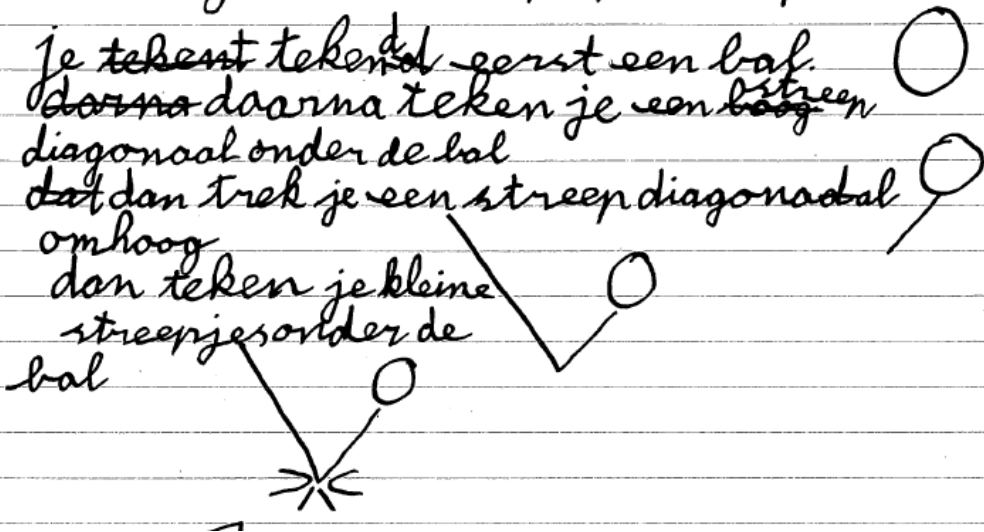 je tekent tekend eerst een bal.
darna daarna teken je een boog streep
diagonaal onder de bal
dat dan trek je een streep diagonaal
omhoog
dan teken je kleine
streepjes onder de
bal